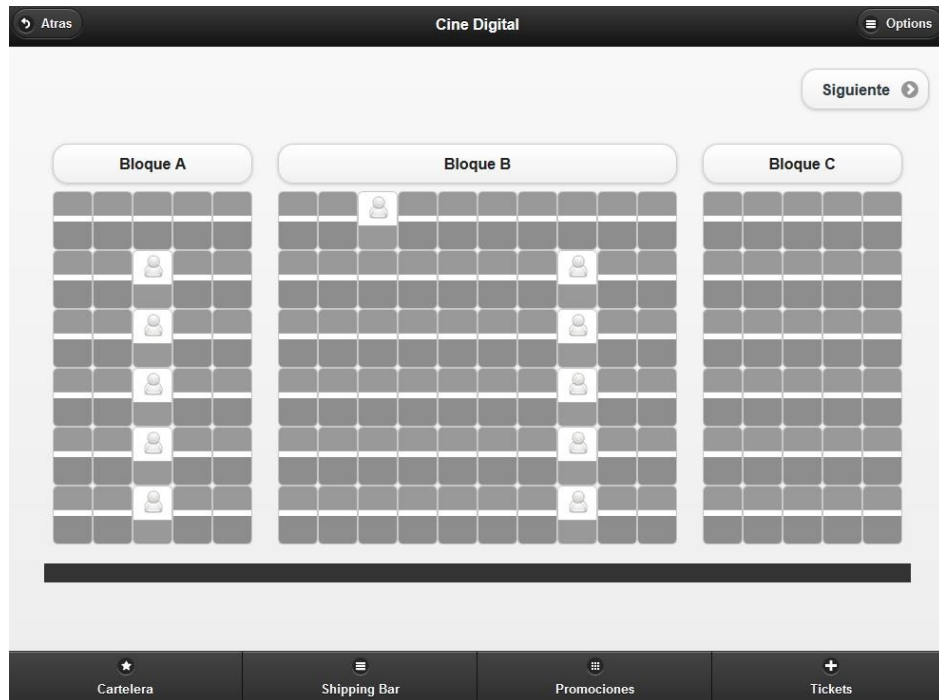 Atras
Cine Digital
Options
Siguiente
Bloque A
Bloque B
Bloque C
Cartelera
Shipping Bar
Promociones
Tickets